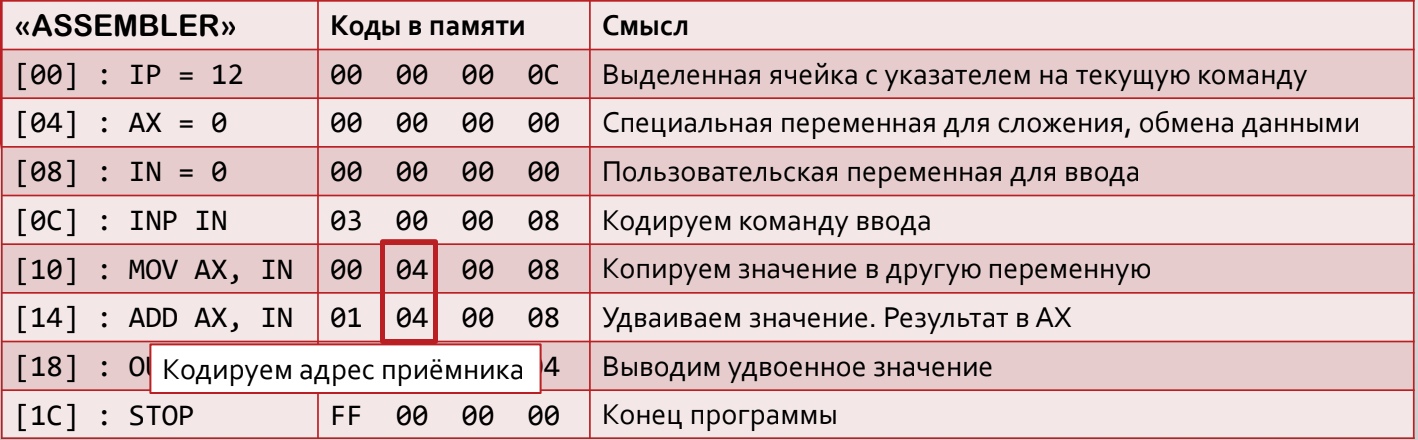 «ASSEMBLER» Коды в памяти Смысл
[00] : IP = 12 00 00 00 0C Выделенная ячейка с указателем на текущую команду
[04] : AX = 0 00 00 00 00 Специальная переменная для сложения, обмена данными
[08] : IN = 0 00 00 00 00 Пользовательская переменная для ввода
[0C] : INP IN 03 00 00 08 Кодируем команду ввода
[10] : MOV AX, IN 00 04 00 08 Копируем значение в другую переменную
[14] : ADD AX, IN 01 04 00 08 Удваиваем значение. Результат в AX
[18] : Кодируем адрес приёмника Выводим удвоенное значение
[1C] : STOP FF 00 00 00 Конец программы